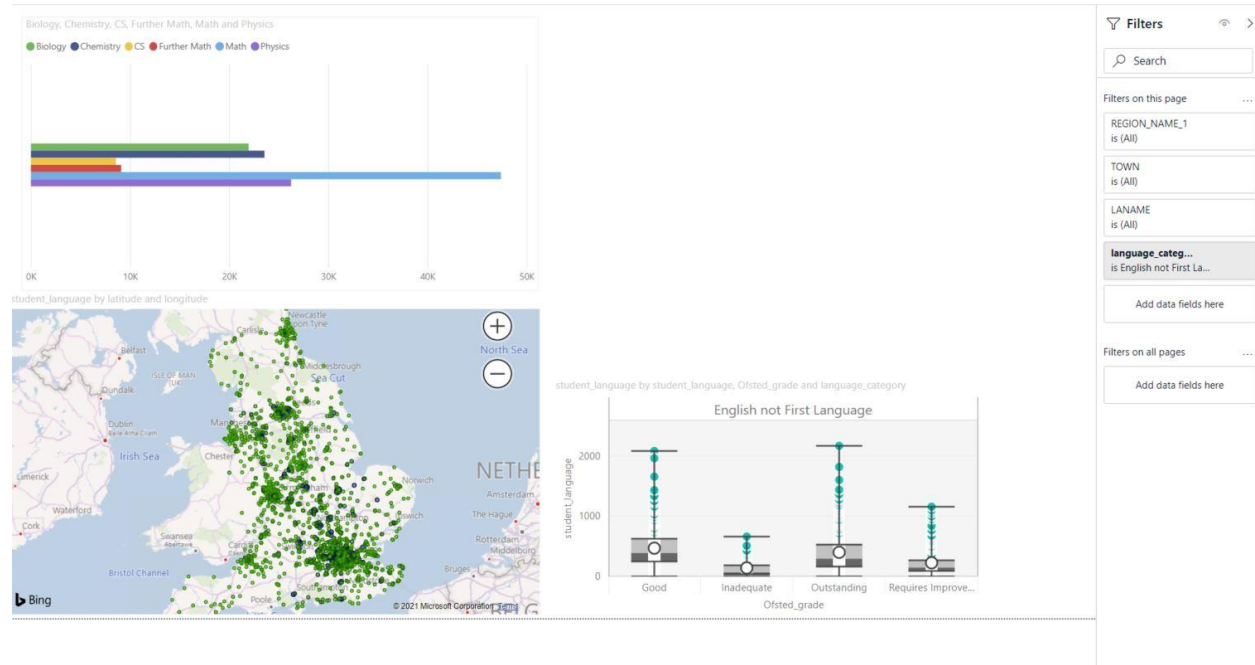 Biology, Chemistry, CS, Further Math, Math and Physics
Biology Chemistry CS Further Math Math Physics
0K 10K 20K 30K 40K 50K
student_language by latitude and longitude
Newcastle
upon Tyne
Carlisle
North Sea
Middlesbrough
Sea Cut
Belfast
ISLE OF MAN
(UK)
Dundalk
Dublin
Baile Átha Cliath
Irish Sea
Chester
NETHE
Limerick
Norwich
Amsterdam
Waterford
The Hague
Cork
Swansea
Abertawe
Rotterdam
Middelburg
Bristol Channel
Bruges
Poole
Bing
© 2021 Microsoft Corporation Terms
student_language by student_language, Ofsted_grade and language_category
English not First Language
student_language
2000
1000
0
Good Inadequate Outstanding Requires Improve...
Ofsted_grade
Filters
Search
Filters on this page ...
REGION_NAME_1
is (All)
TOWN
is (All)
LANAME
is (All)
language_categ...
is English not First La...
Add data fields here
Filters on all pages ...
Add data fields here